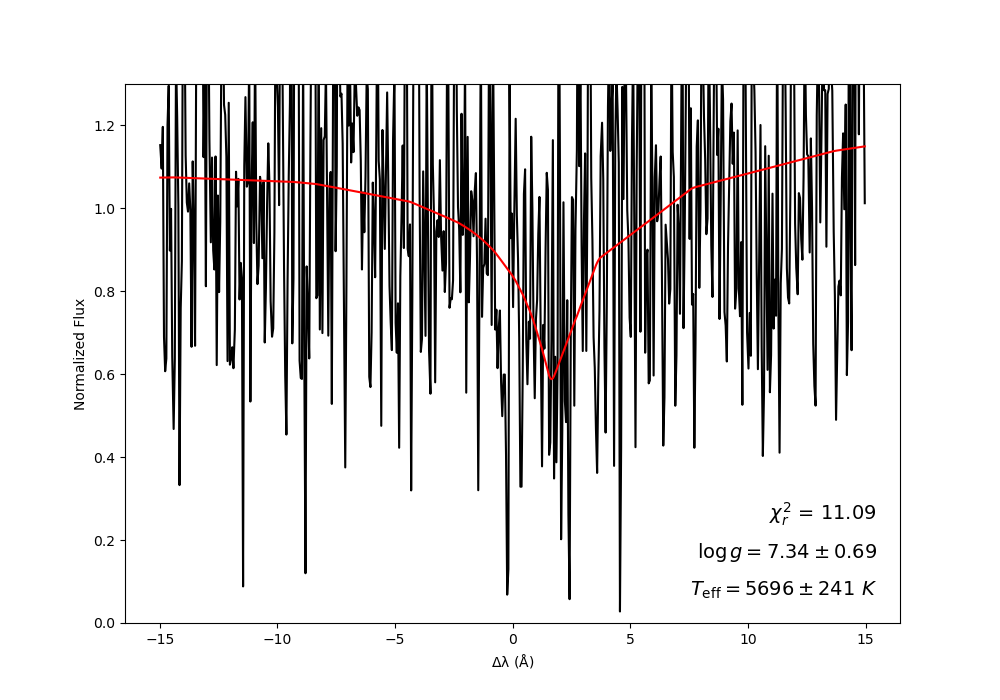 1.2
1.0
0.8
0.6
0.4
0.2
0.0
Normalized Flux
χ²ᵣ = 11.09
log g = 7.34 ± 0.69
T_eff = 5696 ± 241 K
−15 −10 −5 0 5 10 15
Δλ (Å)